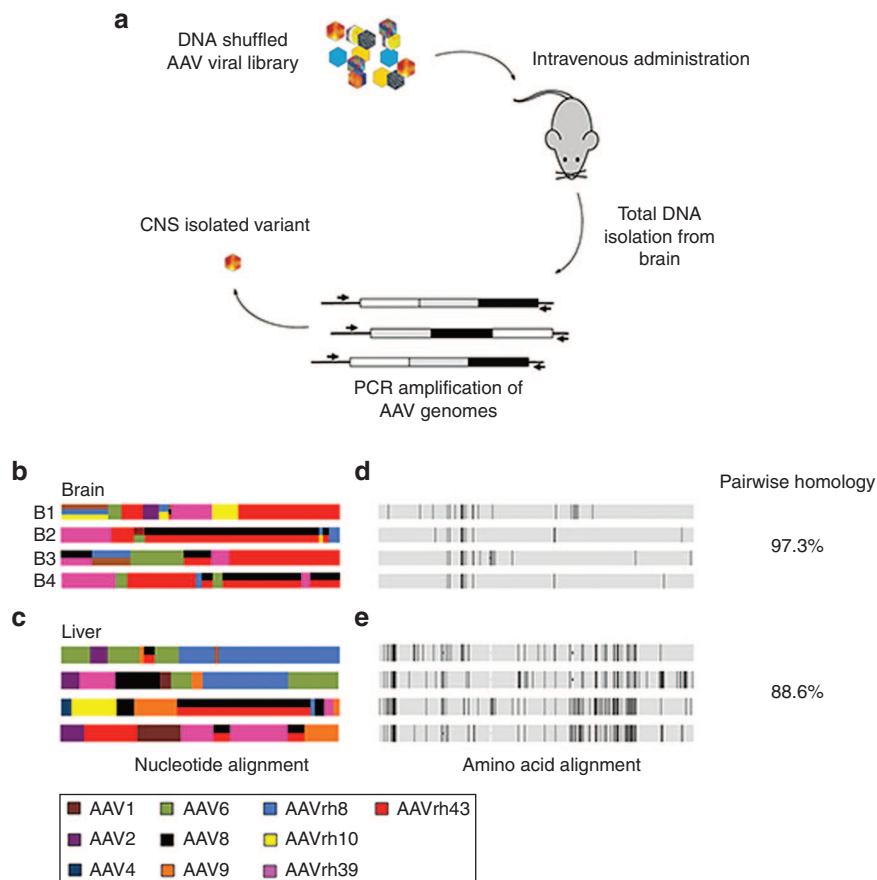 a
DNA shuffled
AAV viral library
Intravenous administration
Total DNA
isolation from
brain
CNS isolated variant
PCR amplification of
AAV genomes
b
Brain
B1
B2
B3
B4
d
Pairwise homology
97.3%
c
Liver
e
88.6%
Nucleotide alignment
Amino acid alignment
AAV1
AAV6
AAVrh8
AAVrh43
AAV2
AAV8
AAVrh10
AAV4
AAV9
AAVrh39